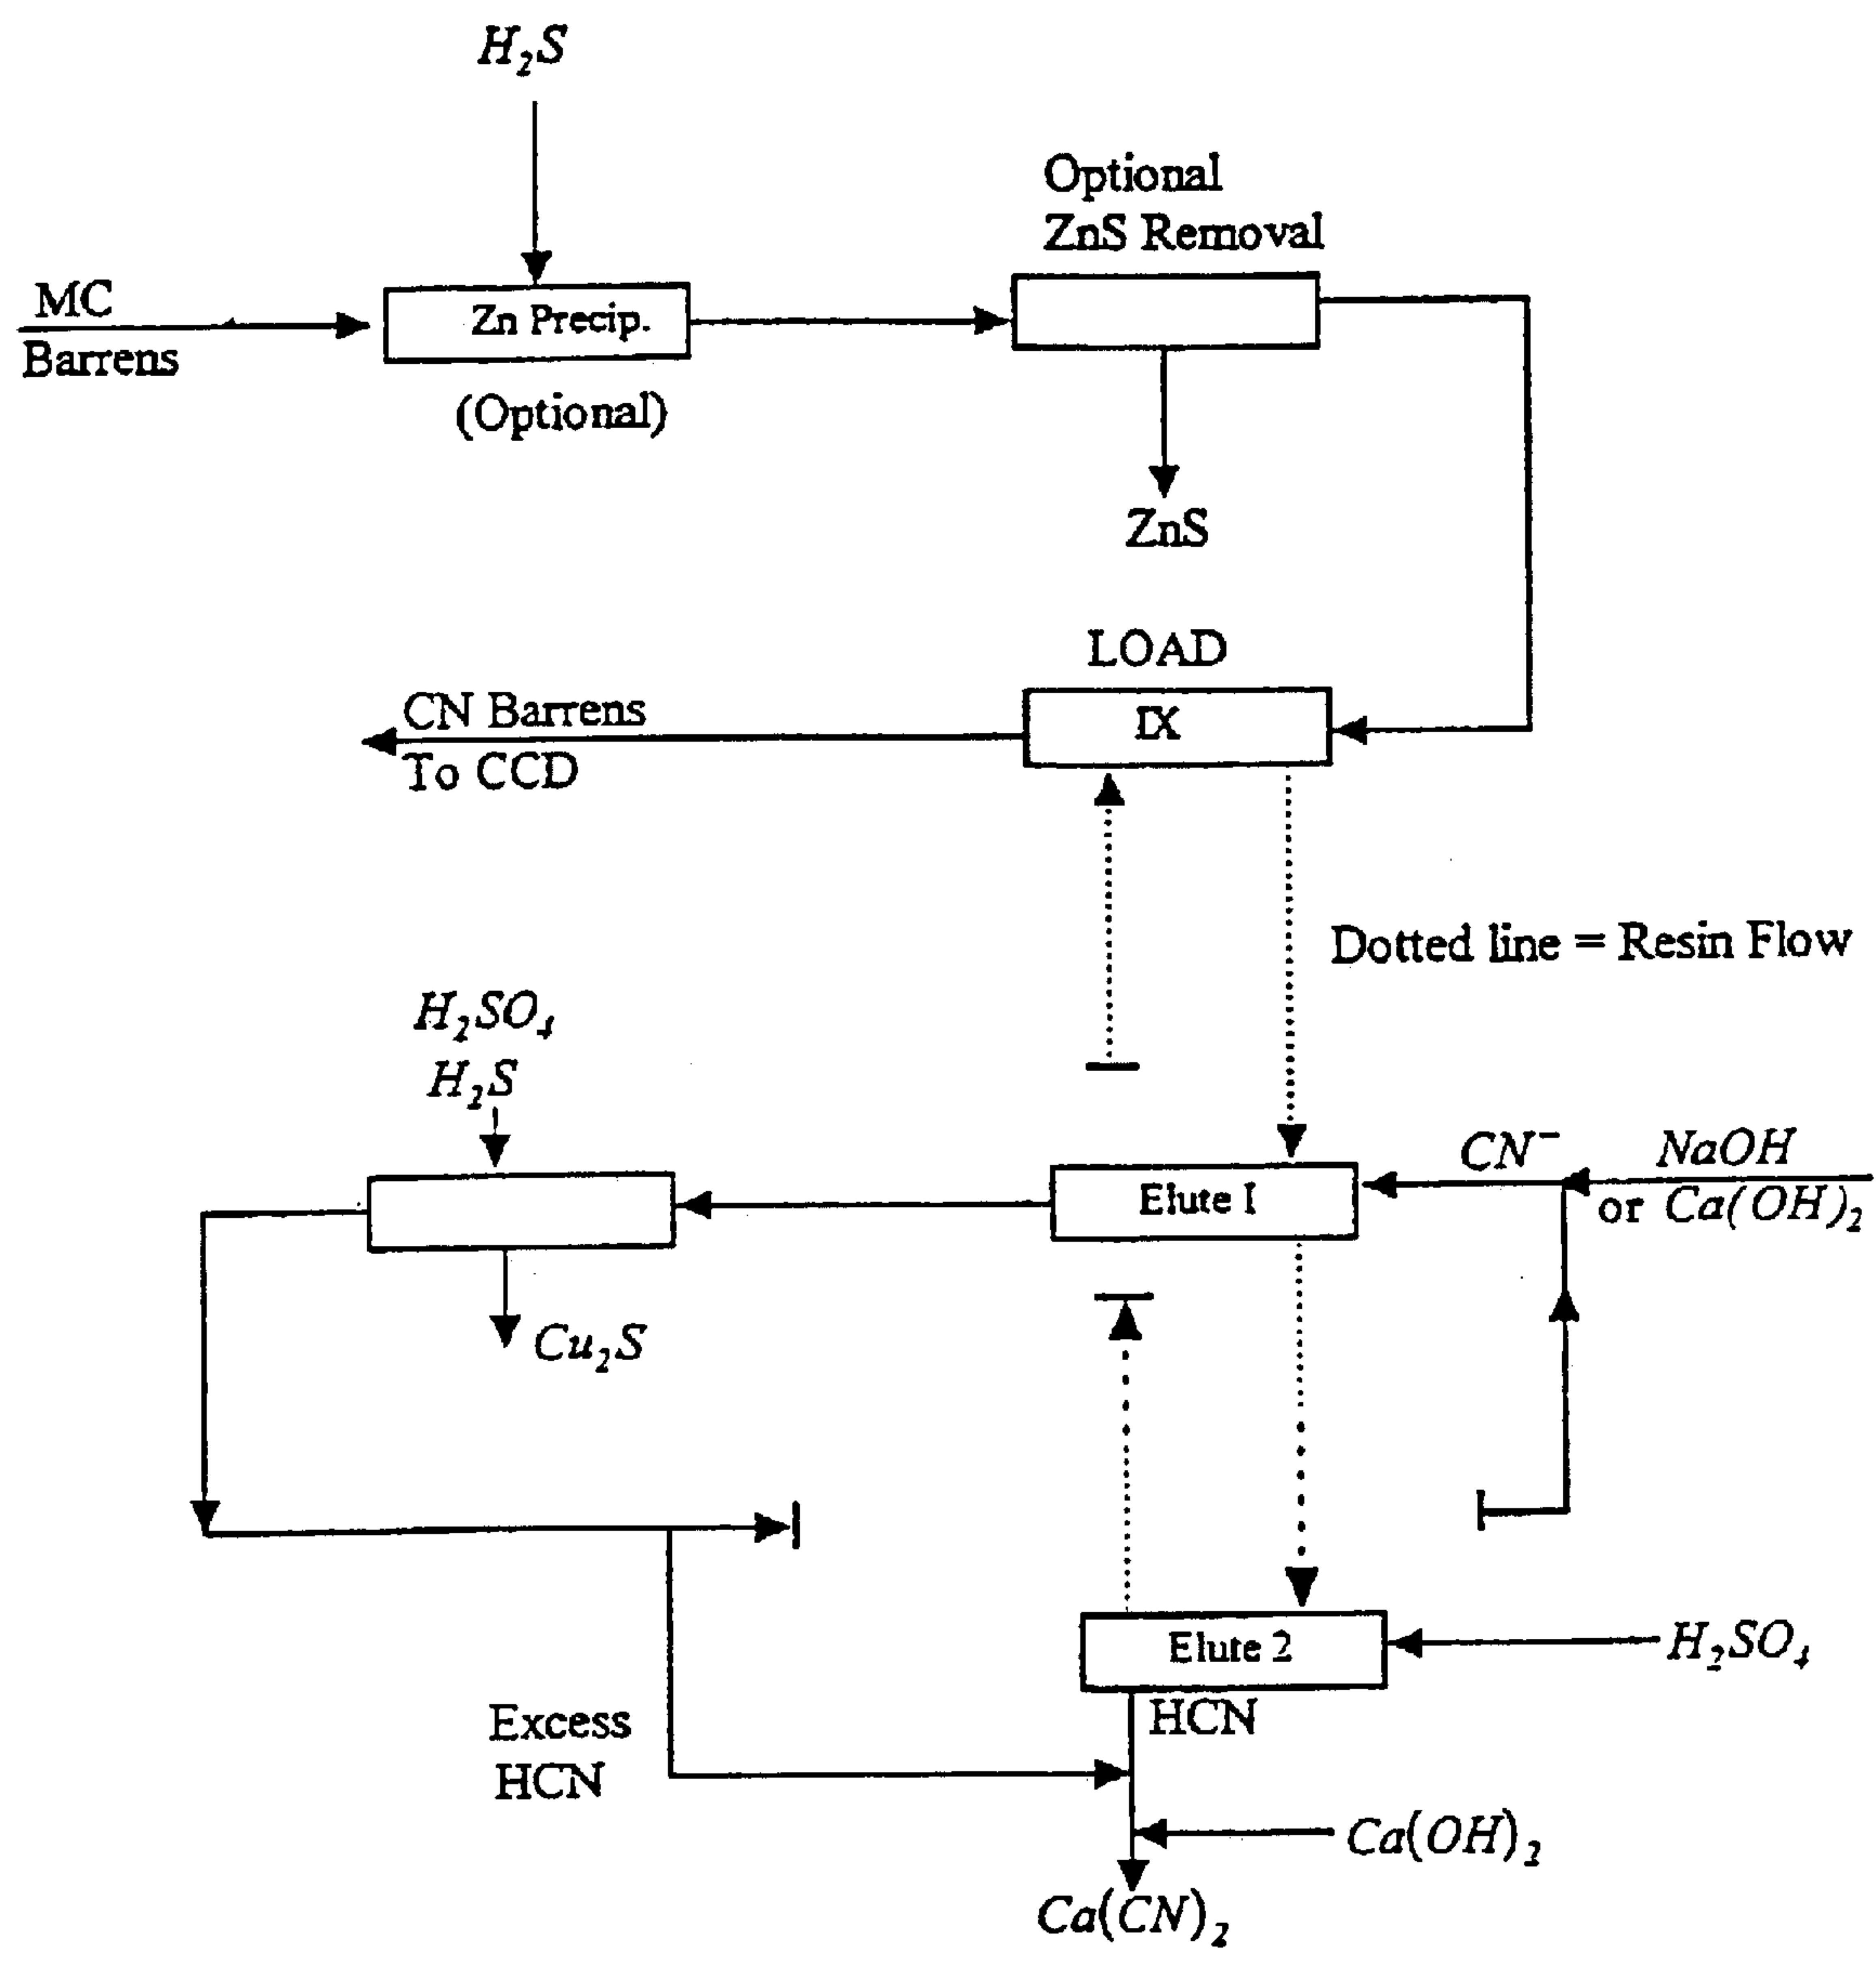 H₂S
Optional
ZnS Removal
MC
Barrens
Zn Precip.
(Optional)
ZnS
LOAD
IX
CN Barrens
To CCD
Dotted line = Resin Flow
H₂SO₄
H₂S
CN⁻
NaOH
or Ca(OH)₂
Elute 1
Cu₂S
Elute 2
H₂SO₄
HCN
Excess
HCN
Ca(OH)₂
Ca(CN)₂